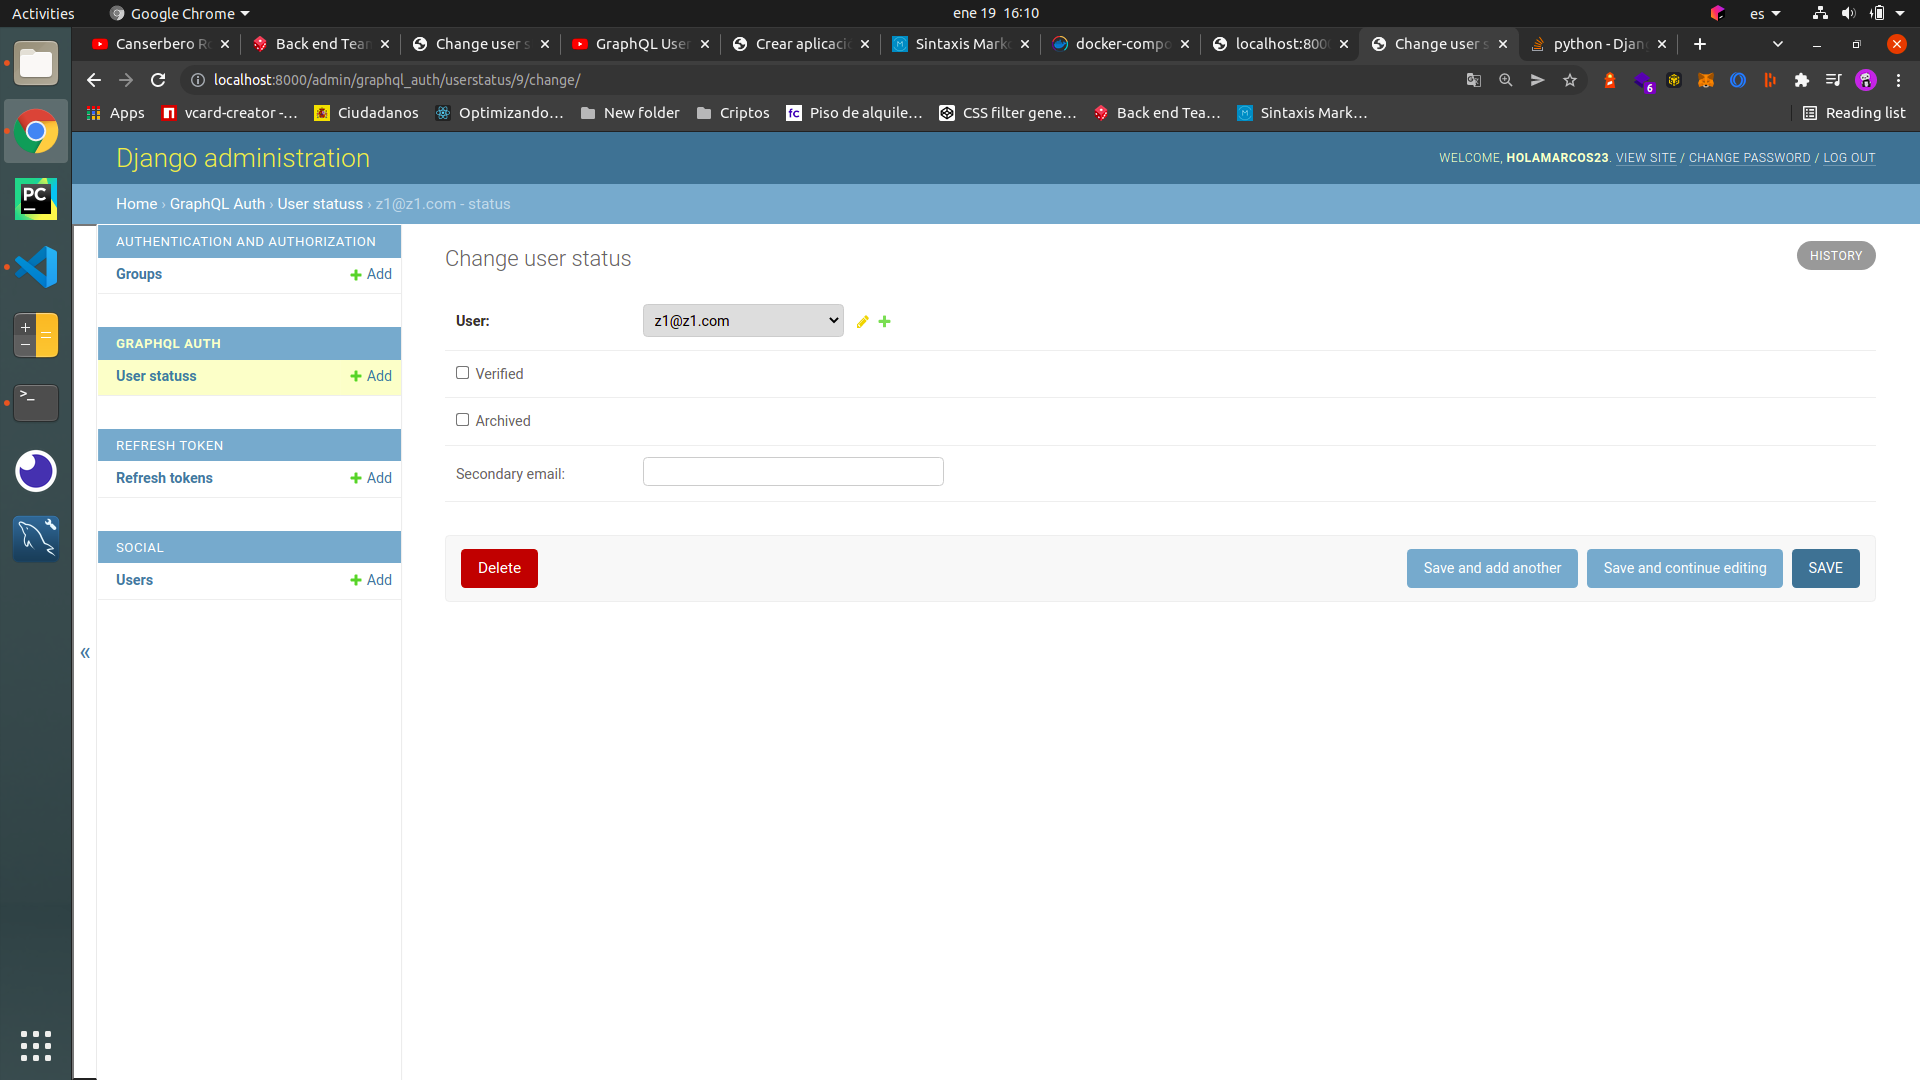 Activities
Google Chrome
ene 19 16:10
es
Canserbero R
Back end Tear
Change user s
GraphQL User
Crear aplicacio
Sintaxis Markd
docker-compo
localhost:800
Change user s
python - Djan
localhost:8000/admin/graphql_auth/userstatus/9/change/
6
Apps
vcard-creator -...
Ciudadanos
Optimizando...
New folder
Criptos
Piso de alquile...
CSS filter gene...
Back end Tea...
Sintaxis Mark...
Reading list
Django administration
WELCOME, HOLAMARCOS23. VIEW SITE / CHANGE PASSWORD / LOG OUT
Home › GraphQL Auth › User statuss › z1@z1.com - status
AUTHENTICATION AND AUTHORIZATION
Groups
Add
GRAPHQL AUTH
User statuss
Add
REFRESH TOKEN
Refresh tokens
Add
SOCIAL
Users
Add
«
Change user status
HISTORY
User:
z1@z1.com
Verified
Archived
Secondary email:
Delete
Save and add another
Save and continue editing
SAVE
PC
>_